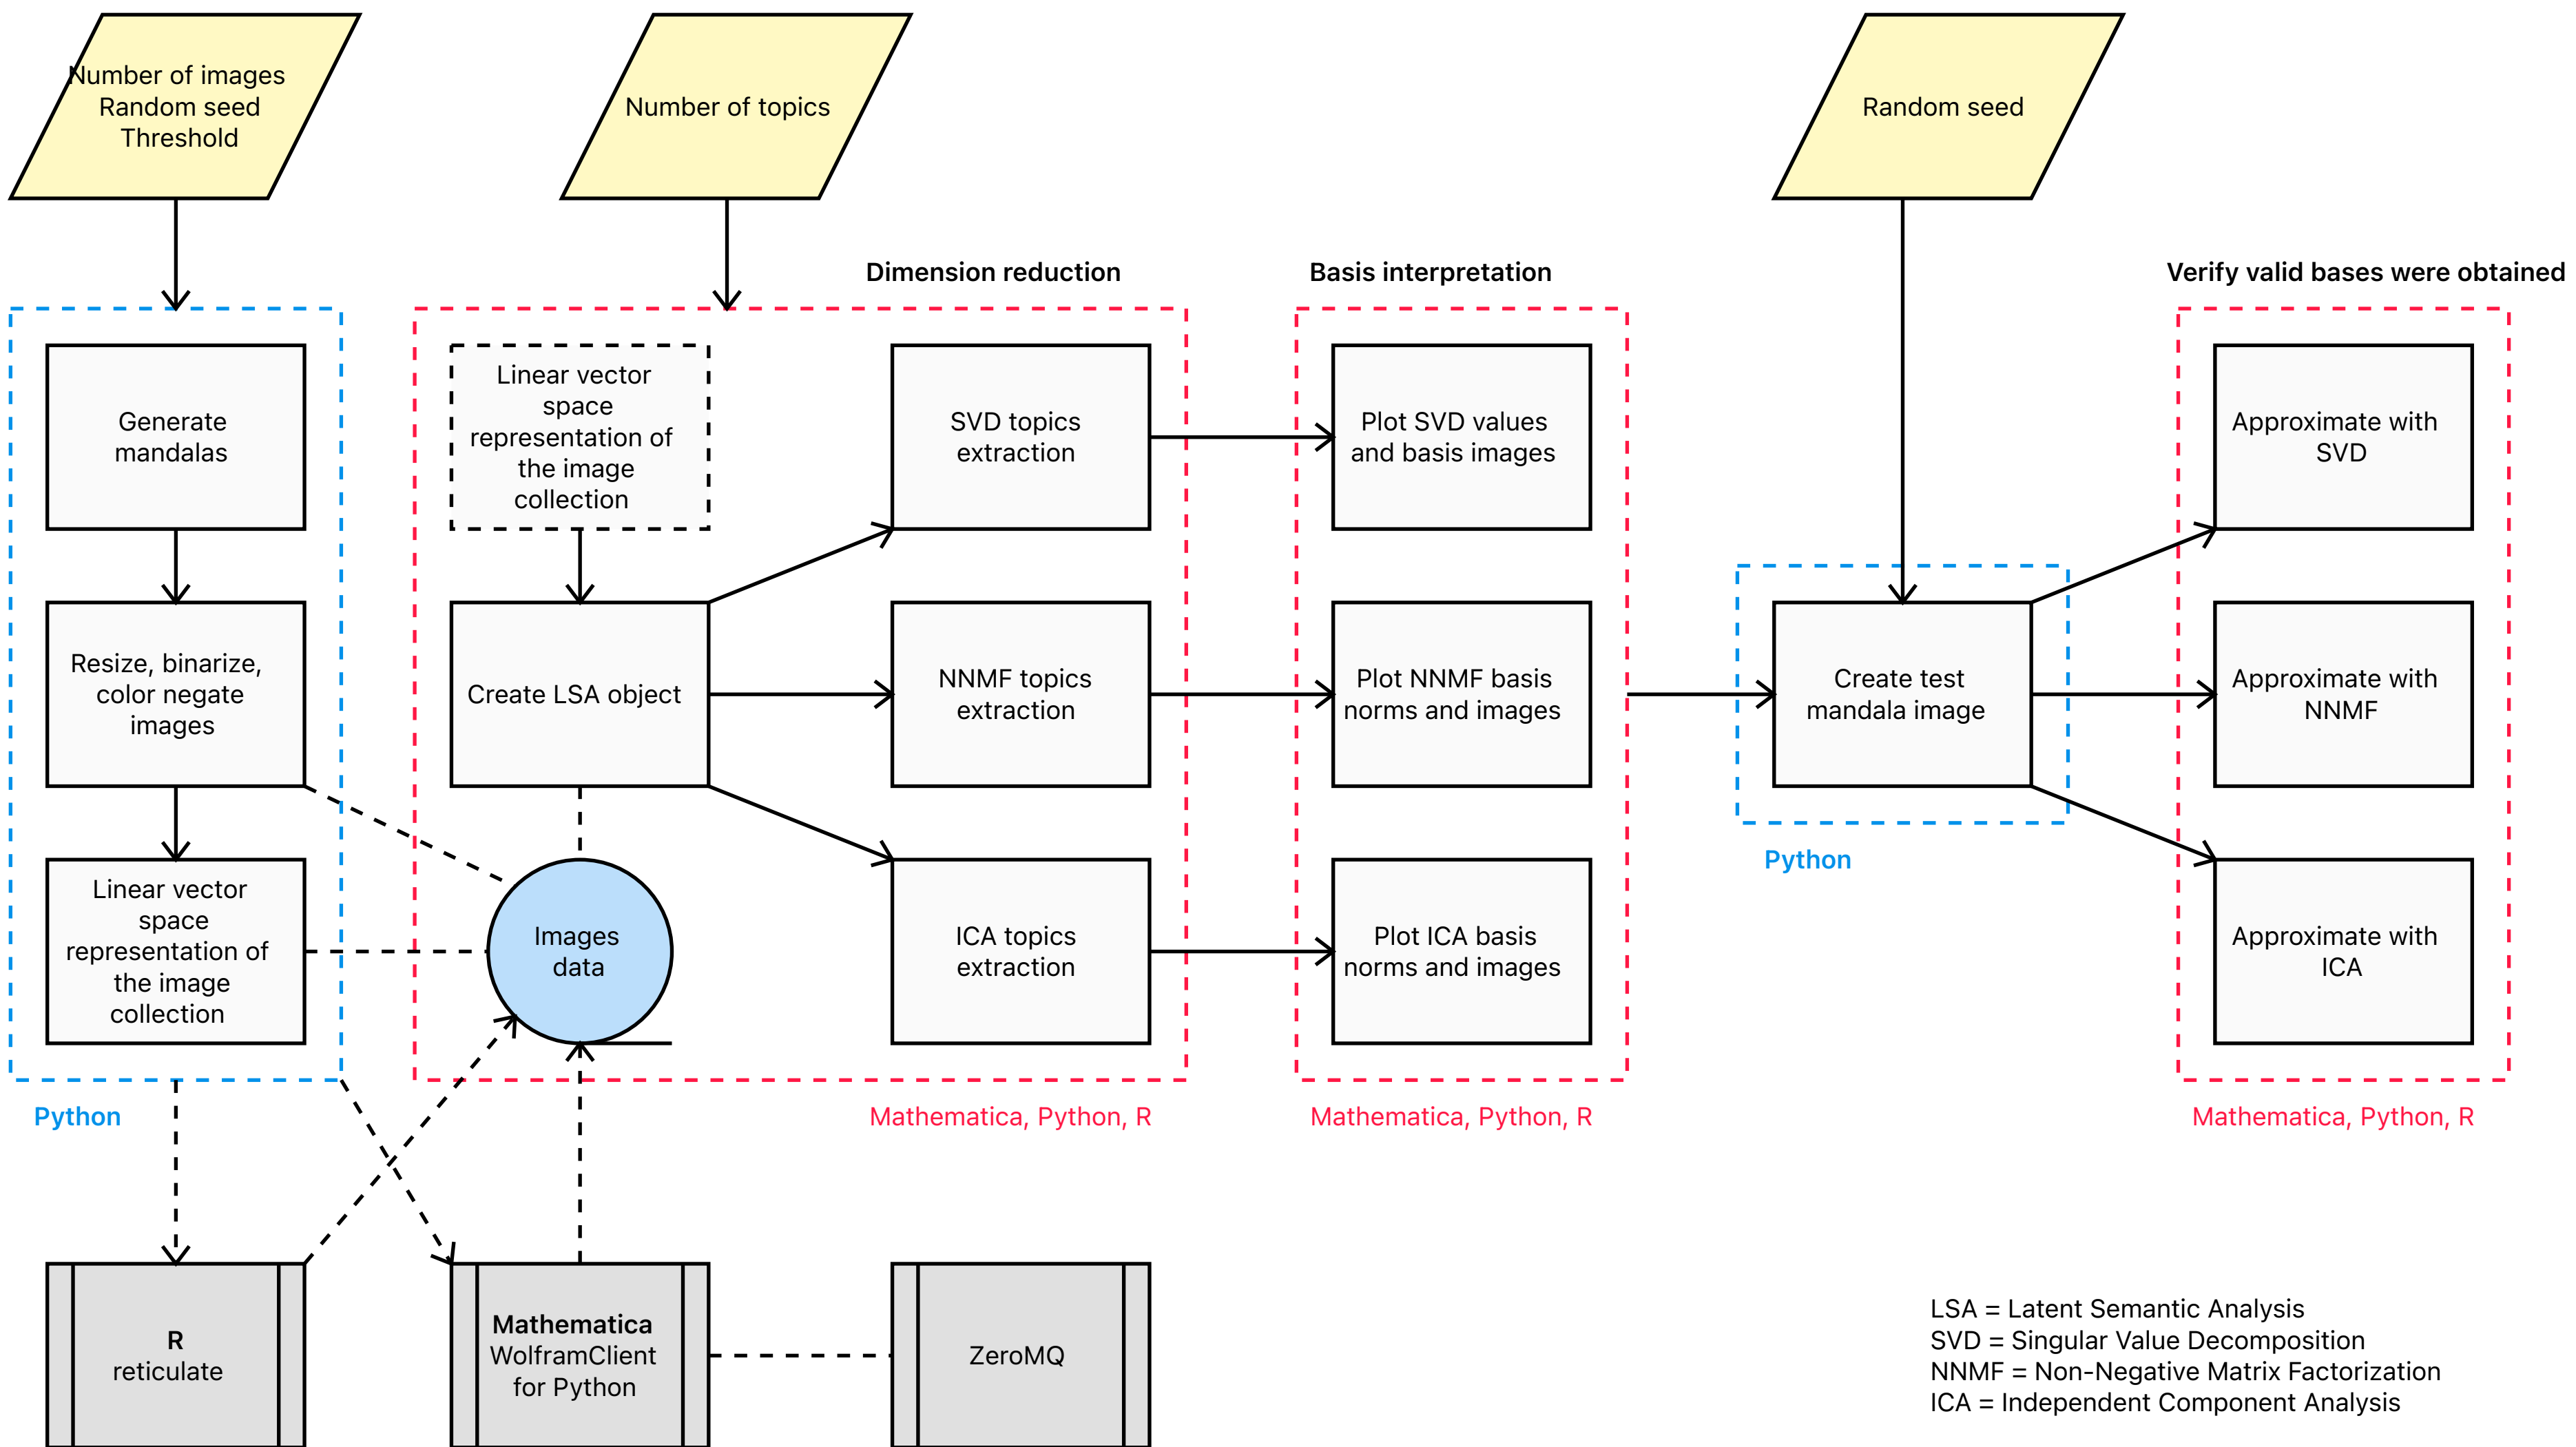 Number of images
Random seed
Threshold
Number of topics
Random seed
Dimension reduction
Basis interpretation
Verify valid bases were obtained
Generate
mandalas
Linear vector
space
representation of
the image
collection
SVD topics
extraction
Plot SVD values
and basis images
Approximate with
SVD
Resize, binarize,
color negate
images
Create LSA object
NNMF topics
extraction
Plot NNMF basis
norms and images
Create test
mandala image
Approximate with
NNMF
Python
Linear vector
space
representation of
the image
collection
Images
data
ICA topics
extraction
Plot ICA basis
norms and images
Approximate with
ICA
Python
Mathematica, Python, R
Mathematica, Python, R
Mathematica, Python, R
R
reticulate
Mathematica
WolframClient
for Python
ZeroMQ
LSA = Latent Semantic Analysis
SVD = Singular Value Decomposition
NNMF = Non-Negative Matrix Factorization
ICA = Independent Component Analysis